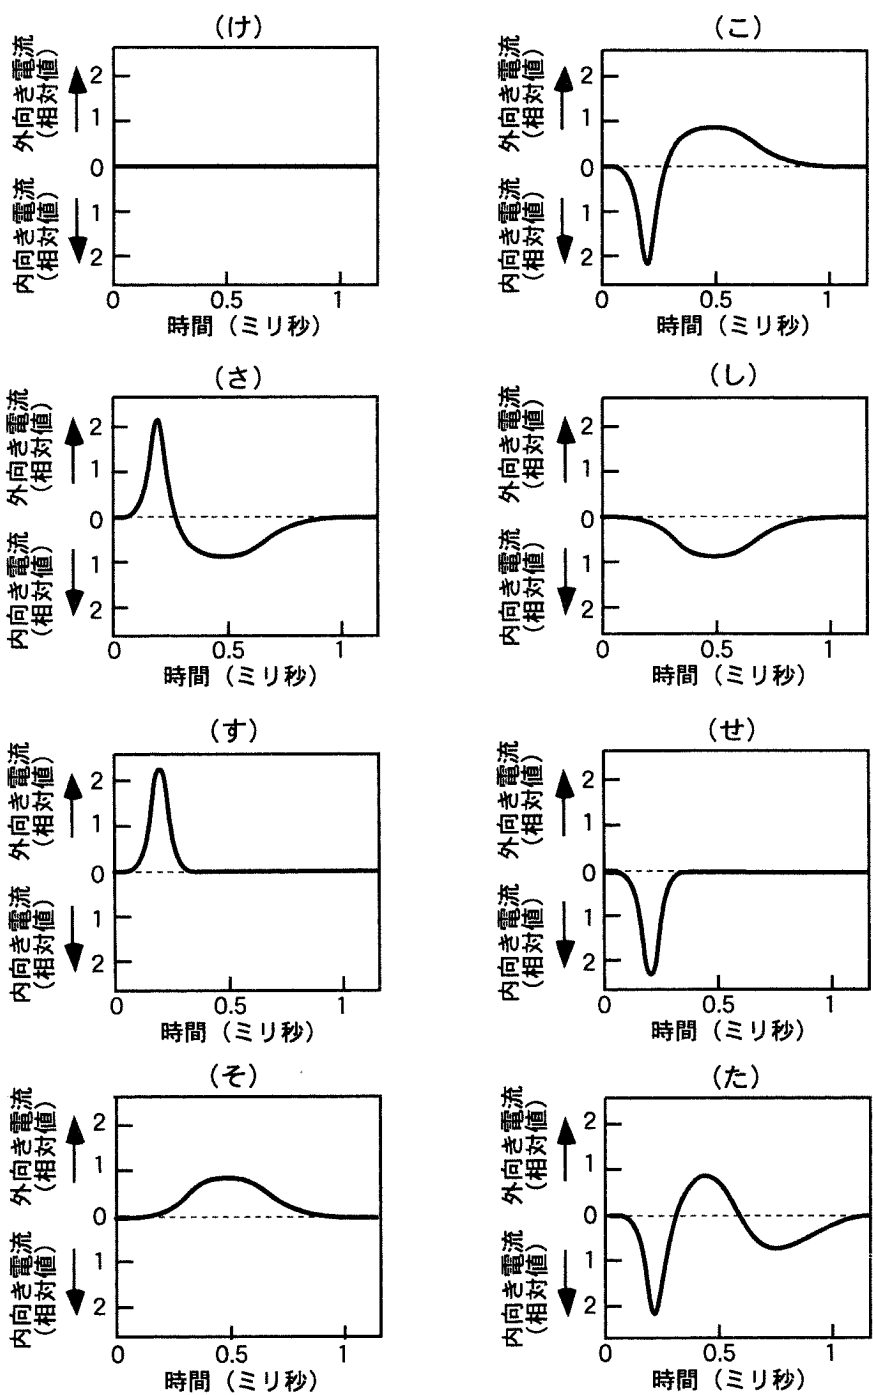 (け)
外向き電流
(相対値)
内向き電流
(相対値)
2
1
0
1
2
0
0.5
1
時間(ミリ秒)
(こ)
外向き電流
(相対値)
内向き電流
(相対値)
2
1
0
1
2
0
0.5
1
時間(ミリ秒)
(さ)
外向き電流
(相対値)
内向き電流
(相対値)
2
1
0
1
2
0
0.5
1
時間(ミリ秒)
(し)
外向き電流
(相対値)
内向き電流
(相対値)
2
1
0
1
2
0
0.5
1
時間(ミリ秒)
(す)
外向き電流
(相対値)
内向き電流
(相対値)
2
1
0
1
2
0
0.5
1
時間(ミリ秒)
(せ)
外向き電流
(相対値)
内向き電流
(相対値)
2
1
0
1
2
0
0.5
1
時間(ミリ秒)
(そ)
外向き電流
(相対値)
内向き電流
(相対値)
2
1
0
1
2
0
0.5
1
時間(ミリ秒)
(た)
外向き電流
(相対値)
内向き電流
(相対値)
2
1
0
1
2
0
0.5
1
時間(ミリ秒)